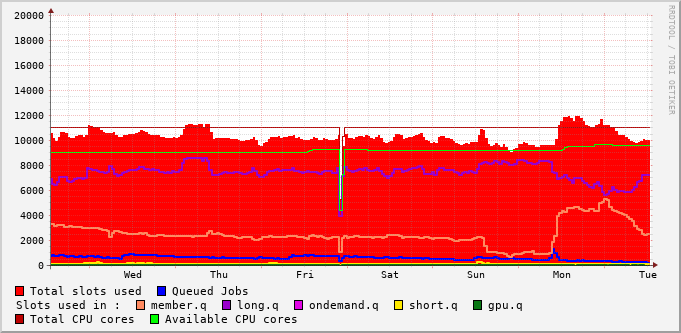 20000
18000
16000
14000
12000
10000
8000
6000
4000
2000
0
Wed Thu Fri Sat Sun Mon Tue
RRDTOOL / TOBI OETIKER
Total slots used Queued Jobs
Slots used in : member.q long.q ondemand.q short.q gpu.q
Total CPU cores Available CPU cores